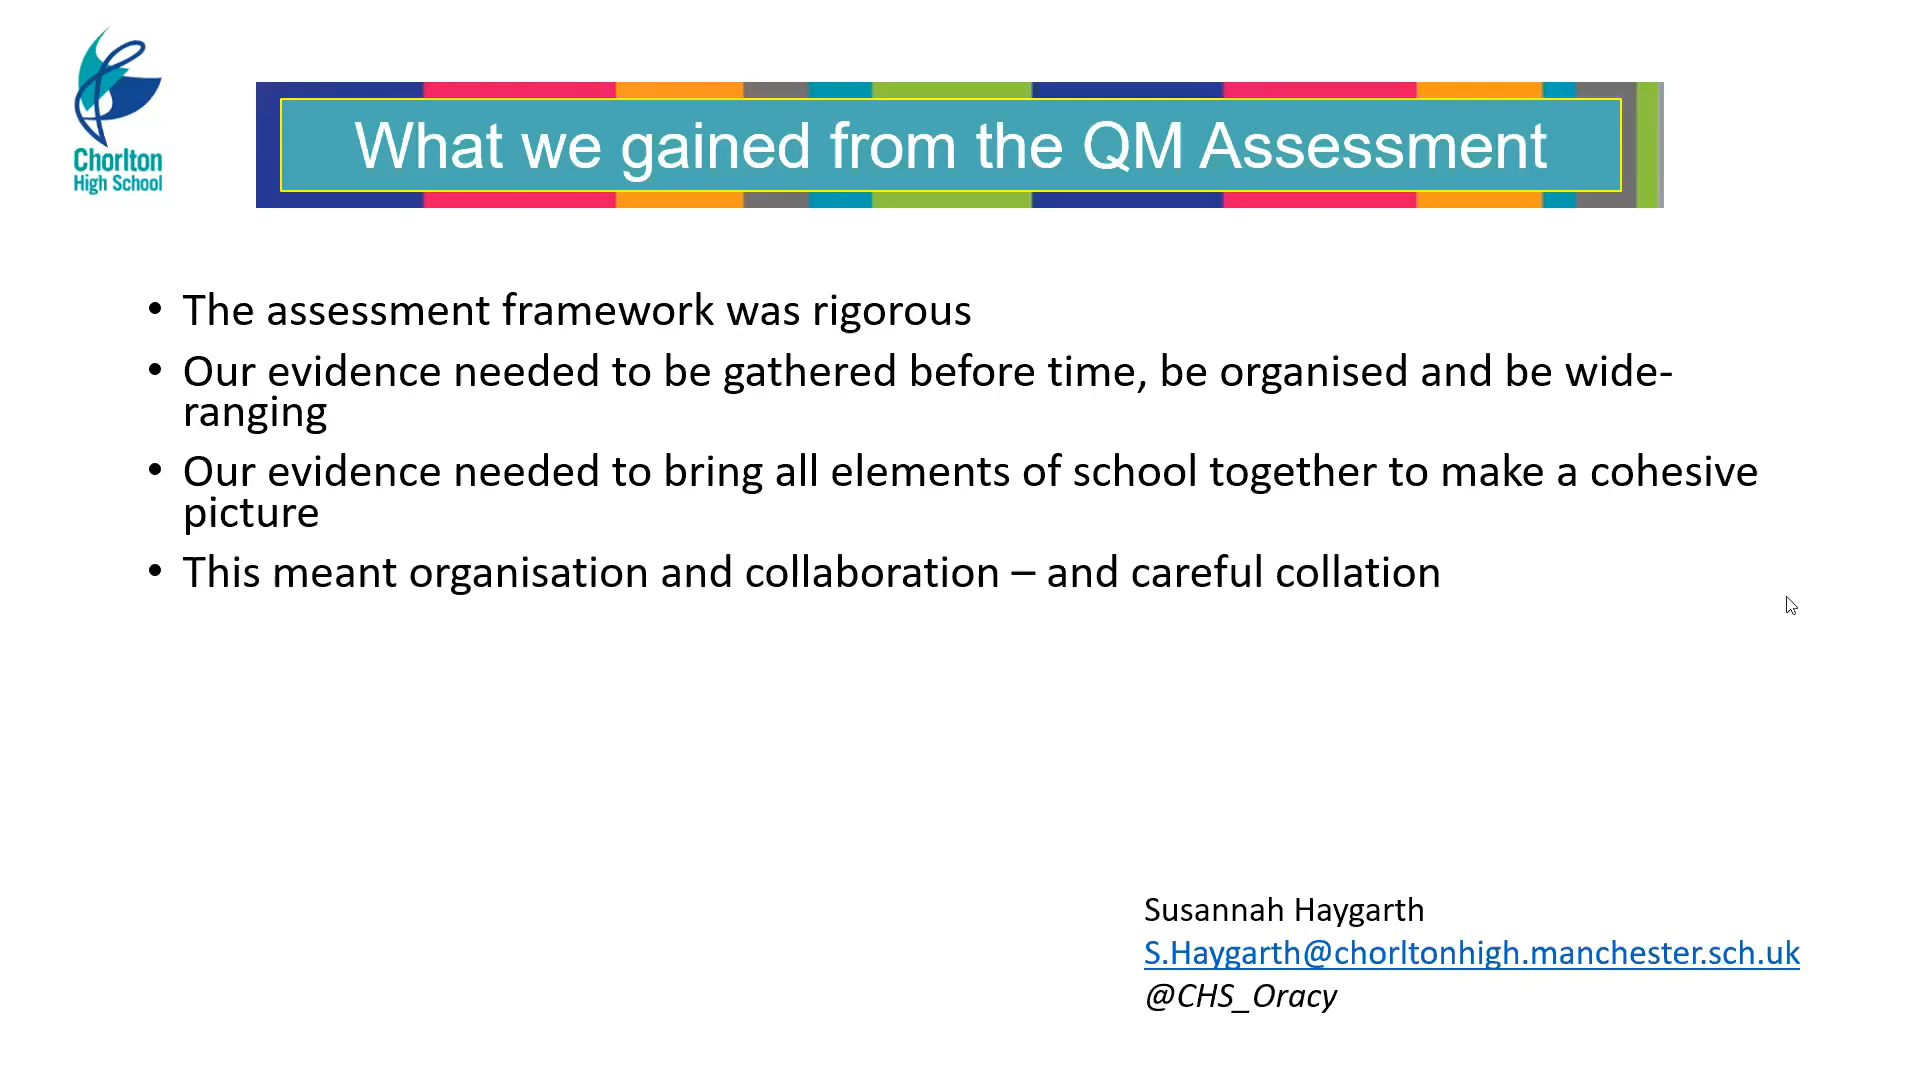 Chorlton
High School
What we gained from the QM Assessment
• The assessment framework was rigorous
• Our evidence needed to be gathered before time, be organised and be wide-
ranging
• Our evidence needed to bring all elements of school together to make a cohesive
picture
• This meant organisation and collaboration – and careful collation
Susannah Haygarth
S.Haygarth@chorltonhigh.manchester.sch.uk
@CHS_Oracy